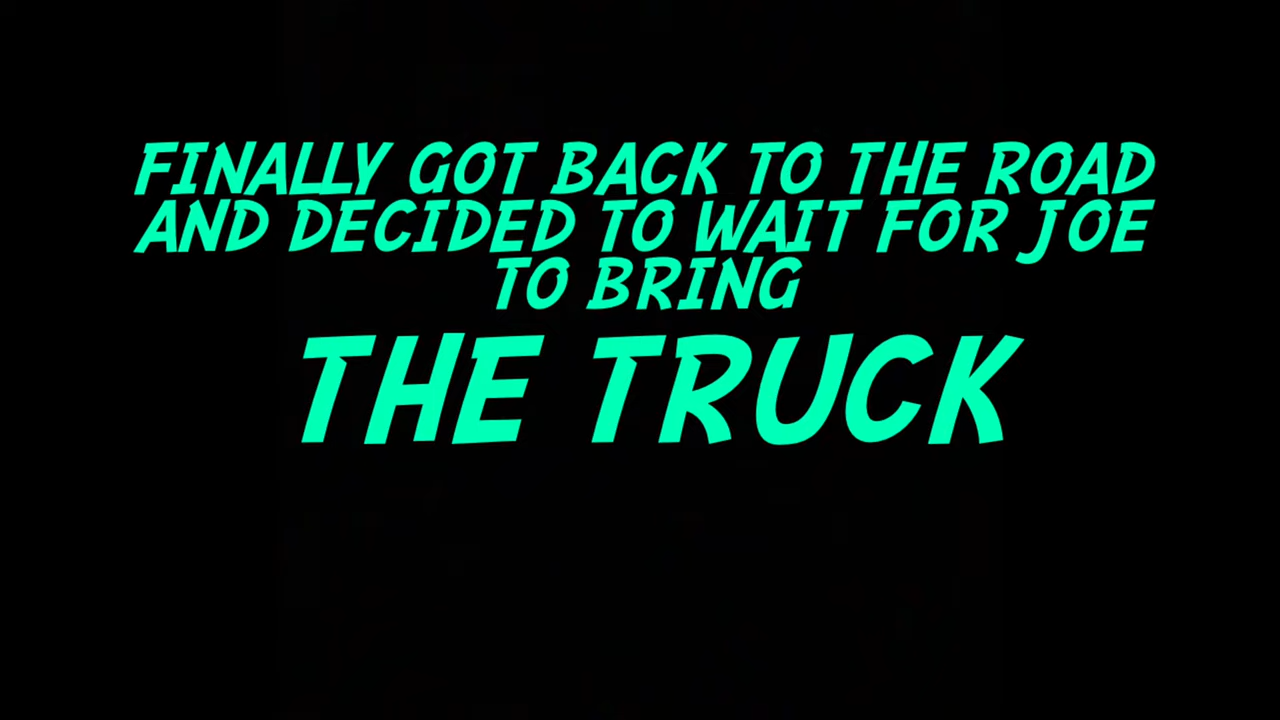 FINALLY GOT BACK TO THE ROAD
AND DECIDED TO WAIT FOR JOE
TO BRING
THE TRUCK